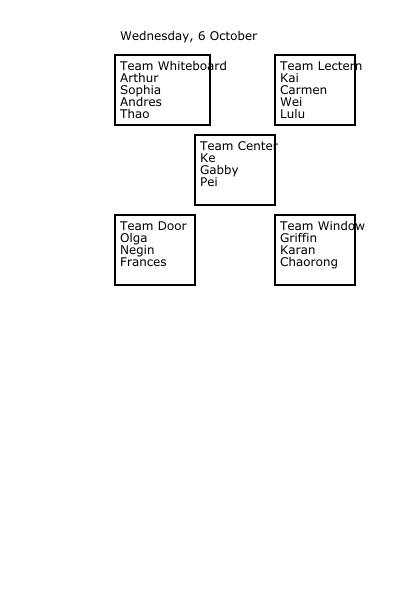 Wednesday, 6 October
Team Whiteboard
Arthur
Sophia
Andres
Thao
Team Lectern
Kai
Carmen
Wei
Lulu
Team Center
Ke
Gabby
Pei
Team Door
Olga
Negin
Frances
Team Window
Griffin
Karan
Chaorong